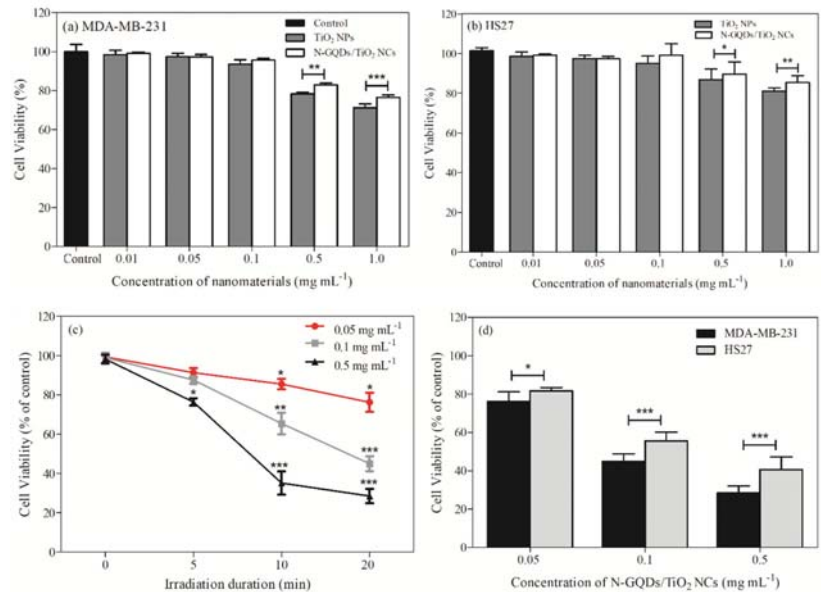 (a) MDA-MB-231
Control
TiO₂ NPs
N-GQDs/TiO₂ NCs
120
100
80
60
40
20
0
Cell Viability (%)
**
***
Control 0.01 0.05 0.1 0.5 1.0
Concentration of nanomaterials (mg mL⁻¹)
(b) HS27
TiO₂ NPs
N-GQDs/TiO₂ NCs
120
100
80
60
40
20
0
Cell Viability (%)
*
**
Control 0,01 0,05 0,1 0,5 1.0
Concentration of nanomaterials (mg mL⁻¹)
(c)
0,05 mg mL⁻¹
0,1 mg mL⁻¹
0.5 mg mL⁻¹
120
100
80
60
40
20
0
Cell Viability (% of control)
*
*
*
**
***
***
***
0 5 10 20
Irradiation duration (min)
(d)
MDA-MB-231
HS27
120
100
80
60
40
20
0
Cell Viability (% of control)
*
***
***
0.05 0.1 0.5
Concentration of N-GQDs/TiO₂ NCs (mg mL⁻¹)